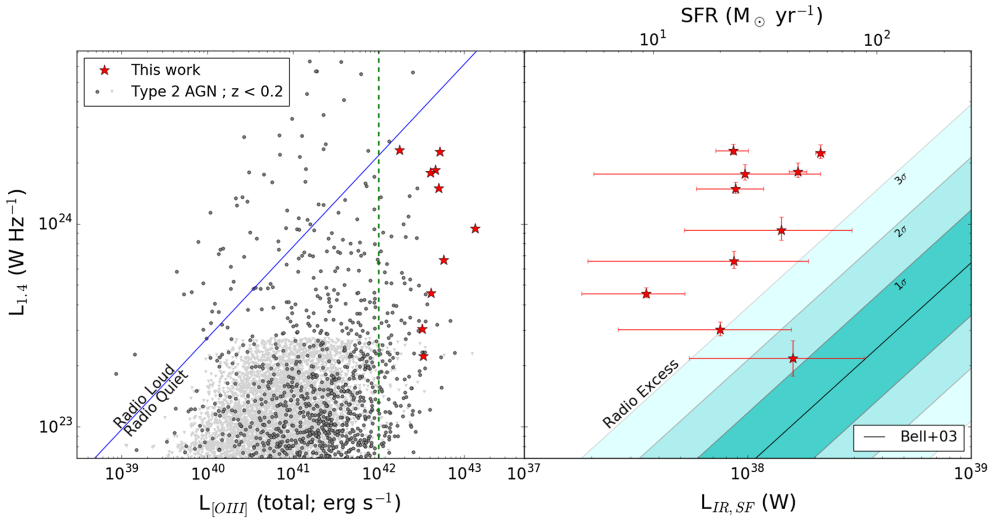 SFR (M⊙ yr⁻¹)
10¹ 10²
This work
Type 2 AGN ; z < 0.2
L₁.₄ (W Hz⁻¹)
10²⁴
10²³
Radio Loud
Radio Quiet
3σ
2σ
1σ
Radio Excess
Bell+03
10³⁹ 10⁴⁰ 10⁴¹ 10⁴² 10⁴³ 10³⁷ 10³⁸ 10³⁹
L[OIII] (total; erg s⁻¹)
L_IR,SF (W)